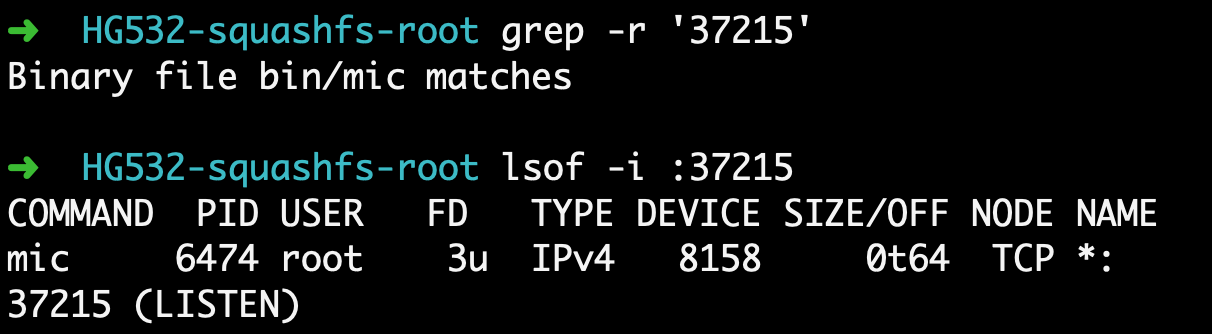 ➜  HG532-squashfs-root grep -r '37215'
Binary file bin/mic matches
➜  HG532-squashfs-root lsof -i :37215
COMMAND  PID USER   FD   TYPE DEVICE SIZE/OFF NODE NAME
mic     6474 root    3u  IPv4   8158      0t64  TCP *:
37215 (LISTEN)